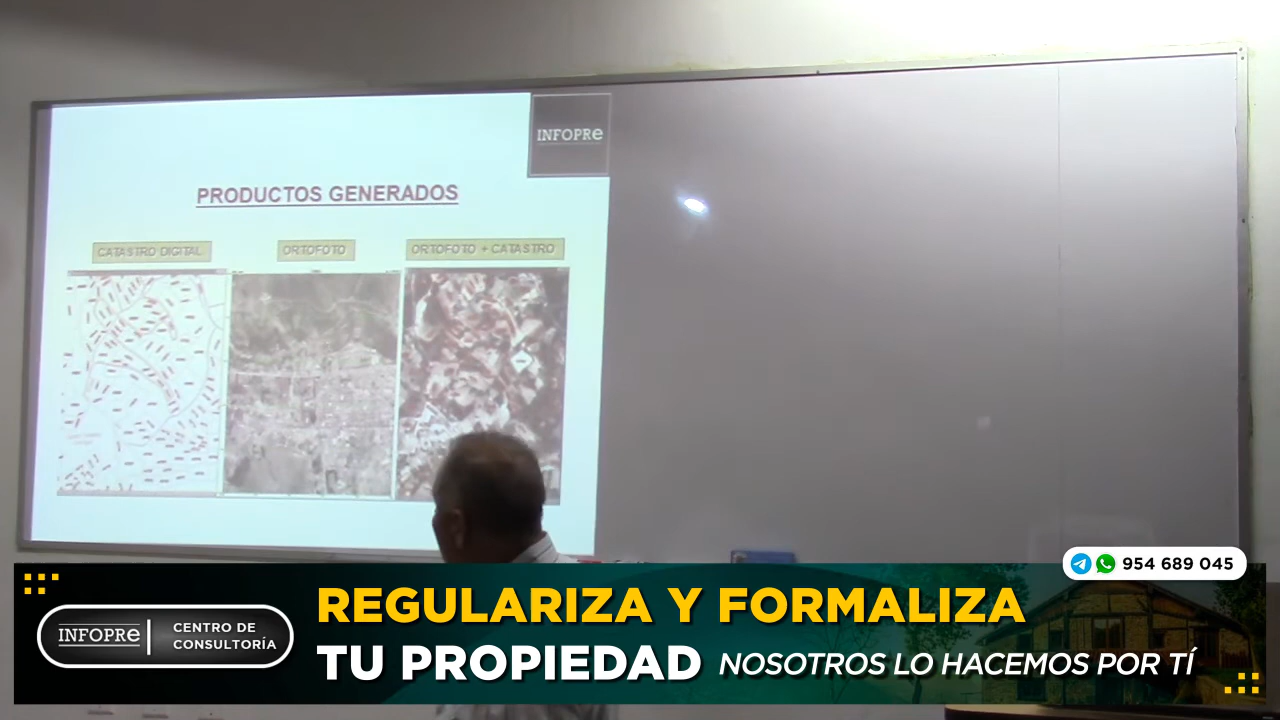 INFOPRe
PRODUCTOS GENERADOS
CATASTRO DIGITAL
ORTOFOTO
ORTOFOTO + CATASTRO
954 689 045
INFOPRe
CENTRO DE
CONSULTORÍA
REGULARIZA Y FORMALIZA
TU PROPIEDAD NOSOTROS LO HACEMOS POR TÍ